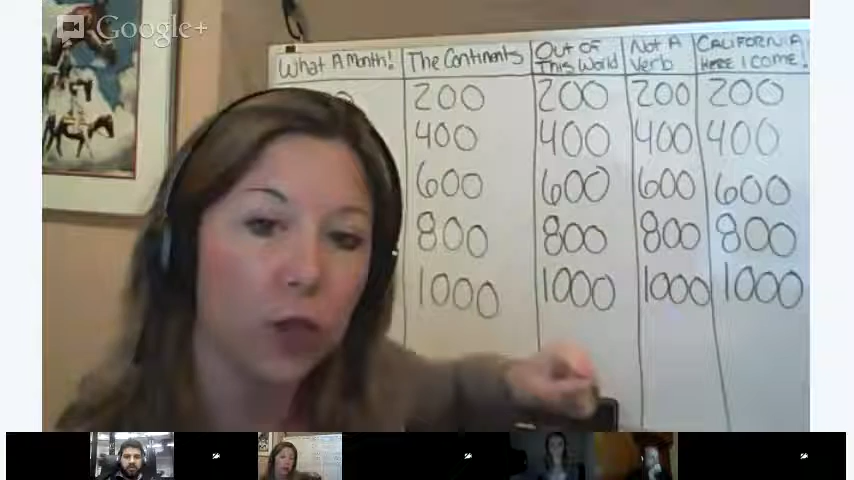 Google+
What A Month!
The Continents
Out Of
This World
Not A
Verb
CALIFORNIA
HERE I COME!
200 200 200 200
400 400 400 400
600 600 600 600
800 800 800 800
1000 1000 1000 1000